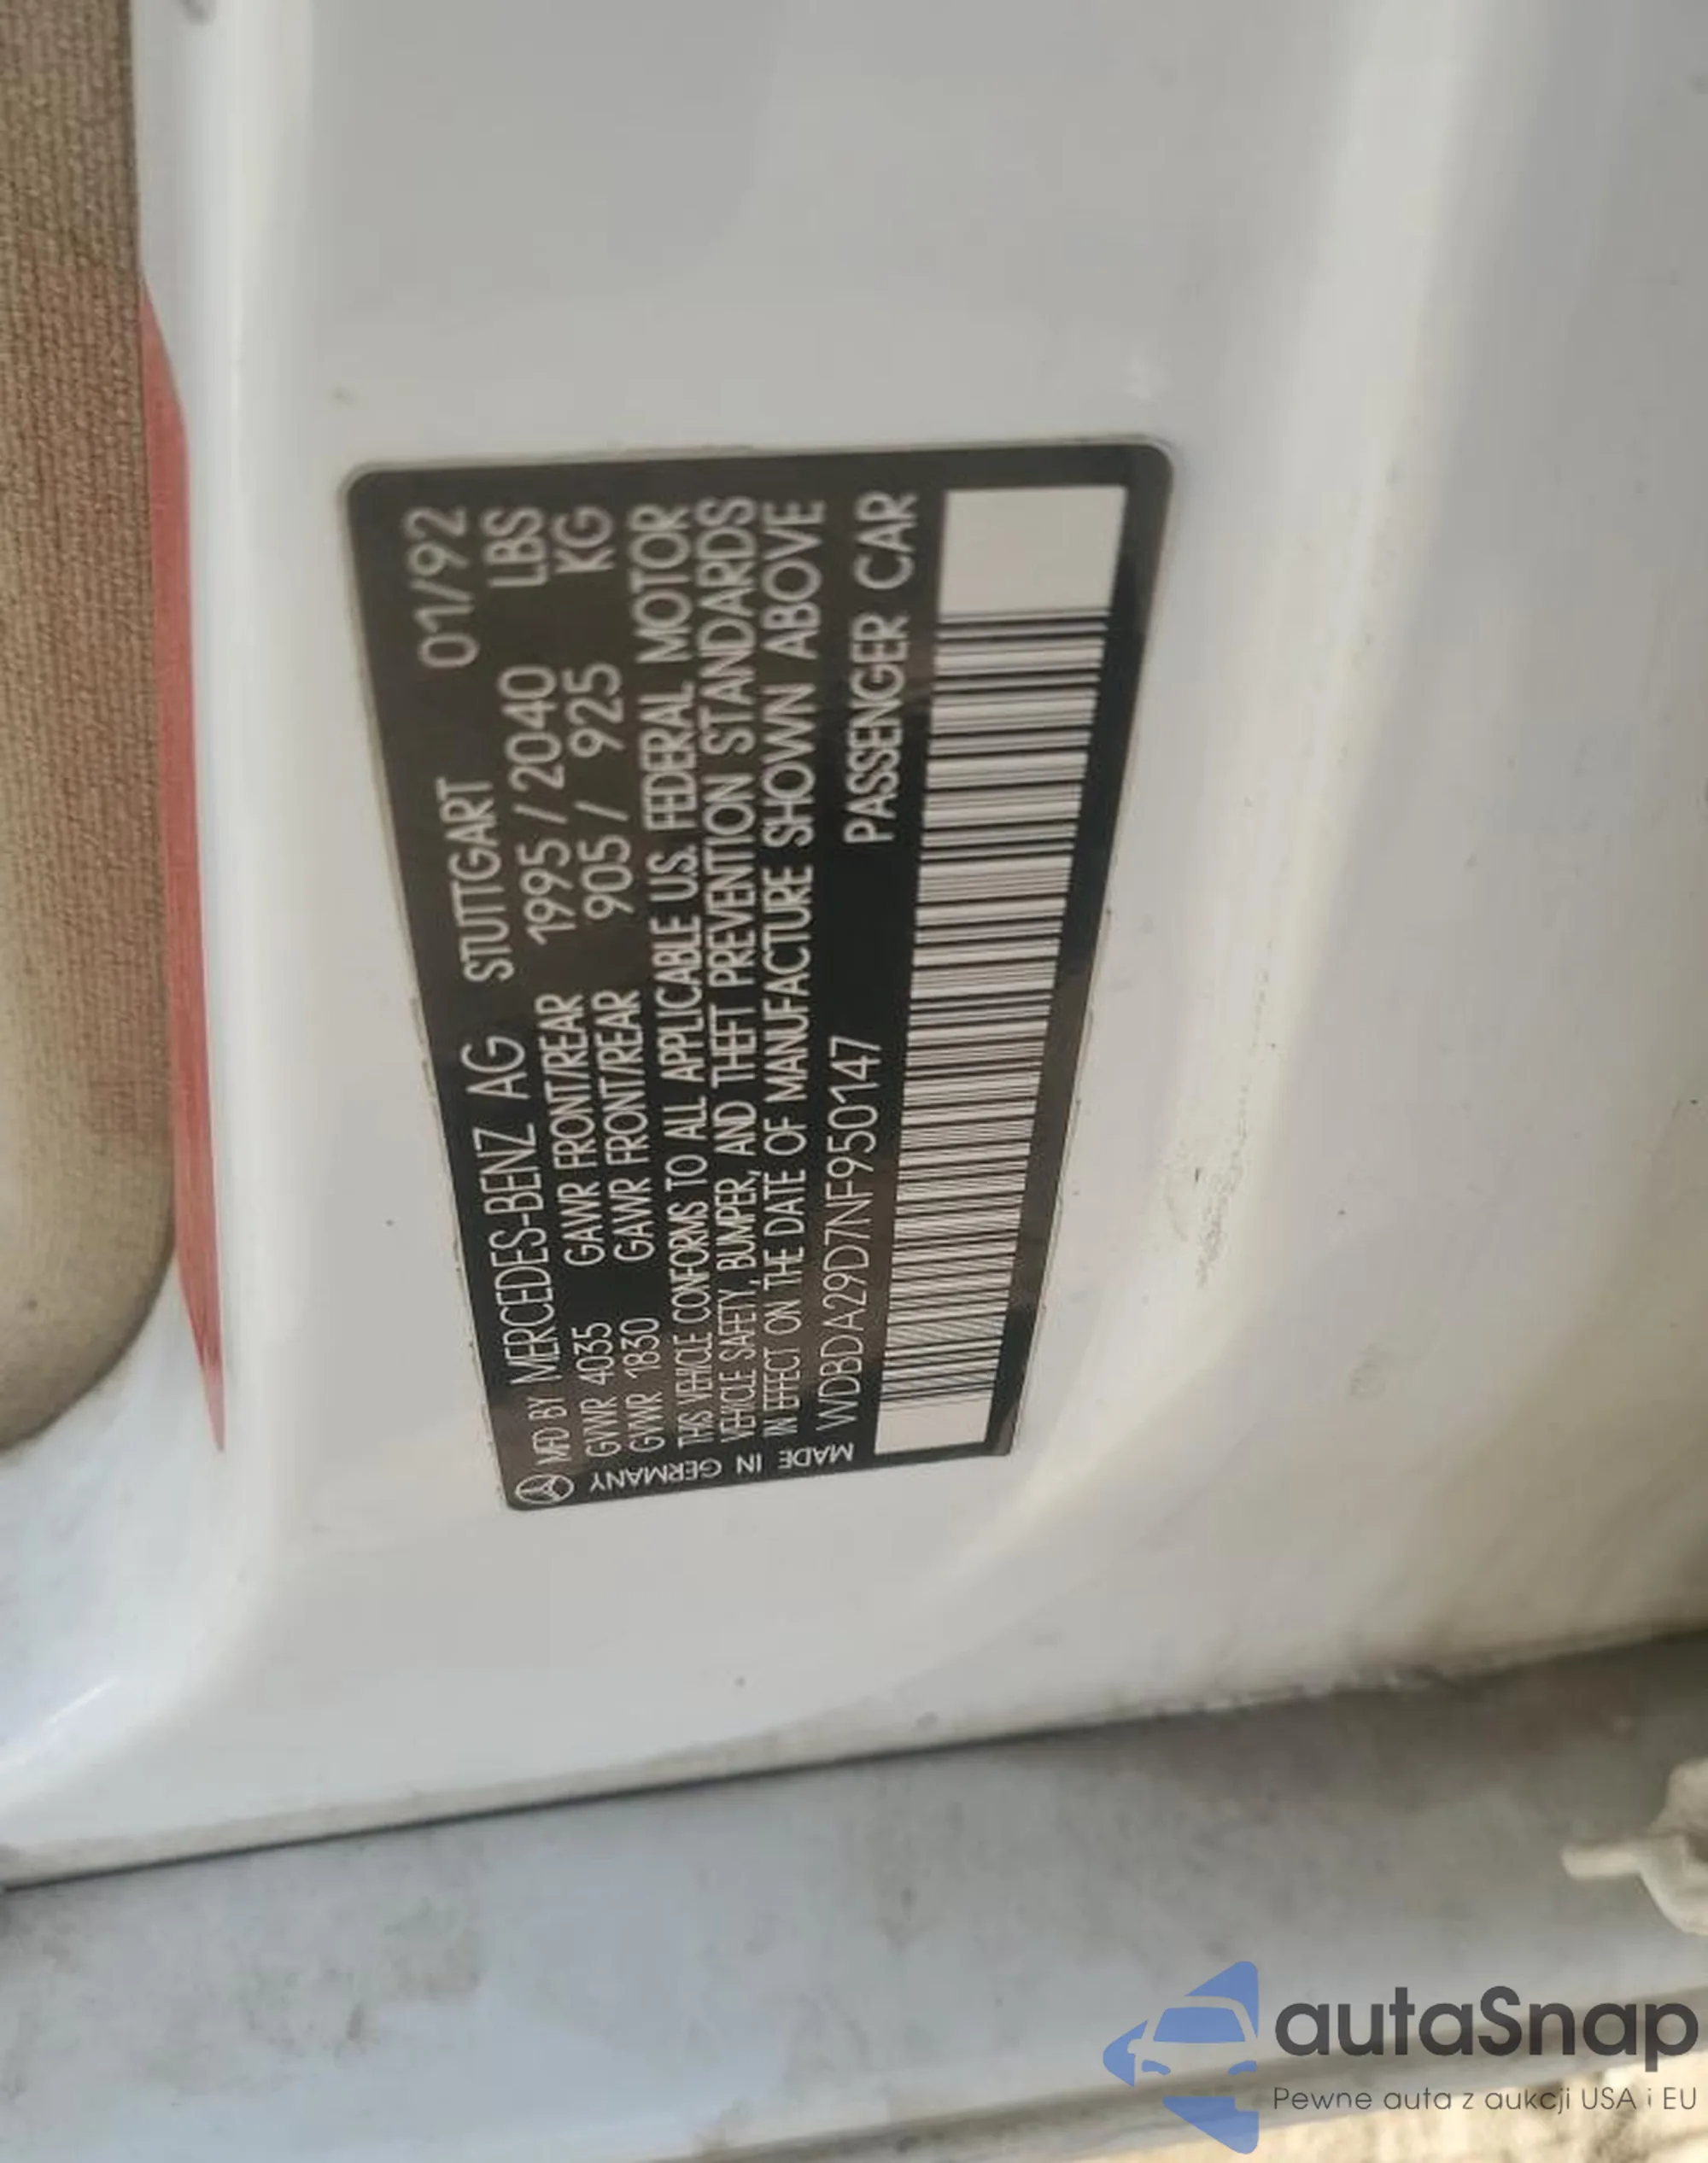 MFD BY MERCEDES-BENZ AG STUTTGART 01/92
GVWR 4035 GAWR FRONT/REAR 1995/2040 LBS
GVWR 1830 GAWR FRONT/REAR 905/ 925 KG
THIS VEHICLE CONFORMS TO ALL APPLICABLE U.S. FEDERAL MOTOR
VEHICLE SAFETY, BUMPER, AND THEFT PREVENTION STANDARDS
IN EFFECT ON THE DATE OF MANUFACTURE SHOWN ABOVE
WDBDA29D7NF950147 PASSENGER CAR
MADE IN GERMANY
autaSnap
Pewne auta z aukcji USA i EU